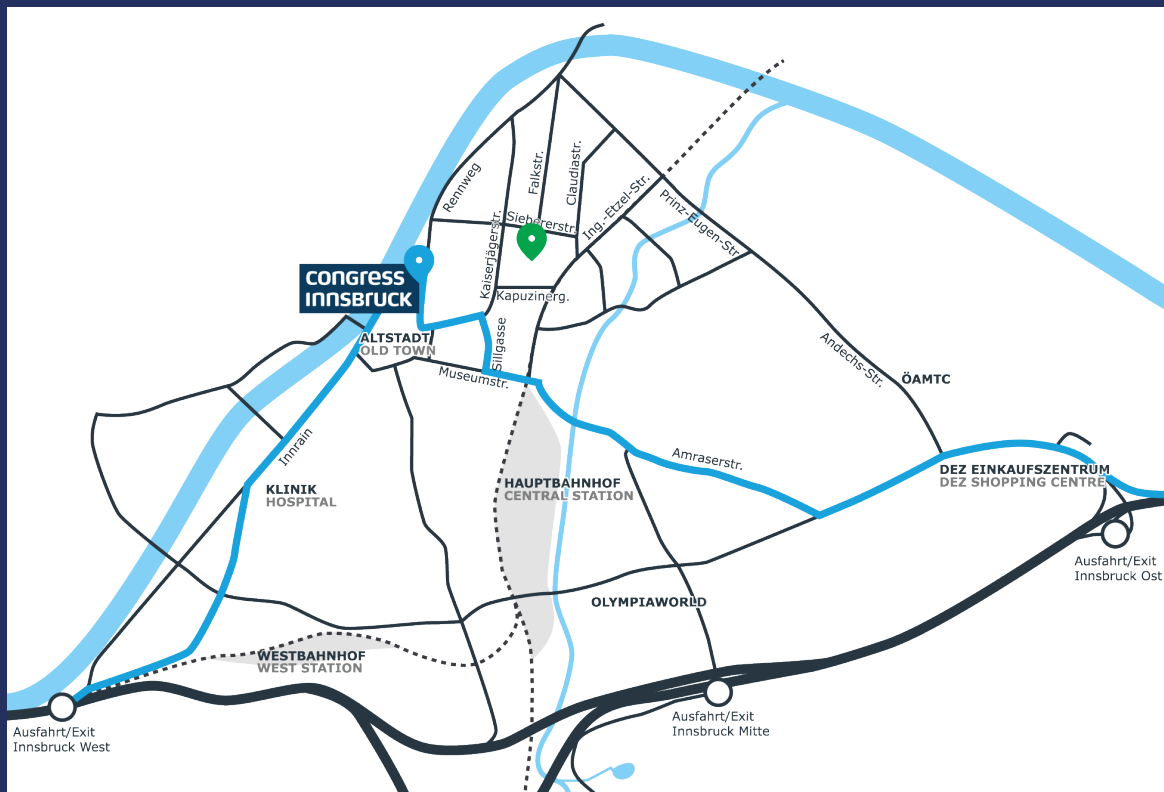 Rennweg
Falkstr.
Claudiastr.
Siebererstr.
Ing.-Etzel-Str.
Prinz-Eugen-Str.
Kaiserjägerstr.
Kapuzinerg.
congress
innsbruck
ALTSTADT
OLD TOWN
Sillgasse
Museumstr.
Andechs-Str.
ÖAMTC
Innrain
Amraserstr.
KLINIK
HOSPITAL
HAUPTBAHNHOF
CENTRAL STATION
DEZ EINKAUFSZENTRUM
DEZ SHOPPING CENTRE
Ausfahrt/Exit
Innsbruck Ost
OLYMPIAWORLD
WESTBAHNHOF
WEST STATION
Ausfahrt/Exit
Innsbruck West
Ausfahrt/Exit
Innsbruck Mitte